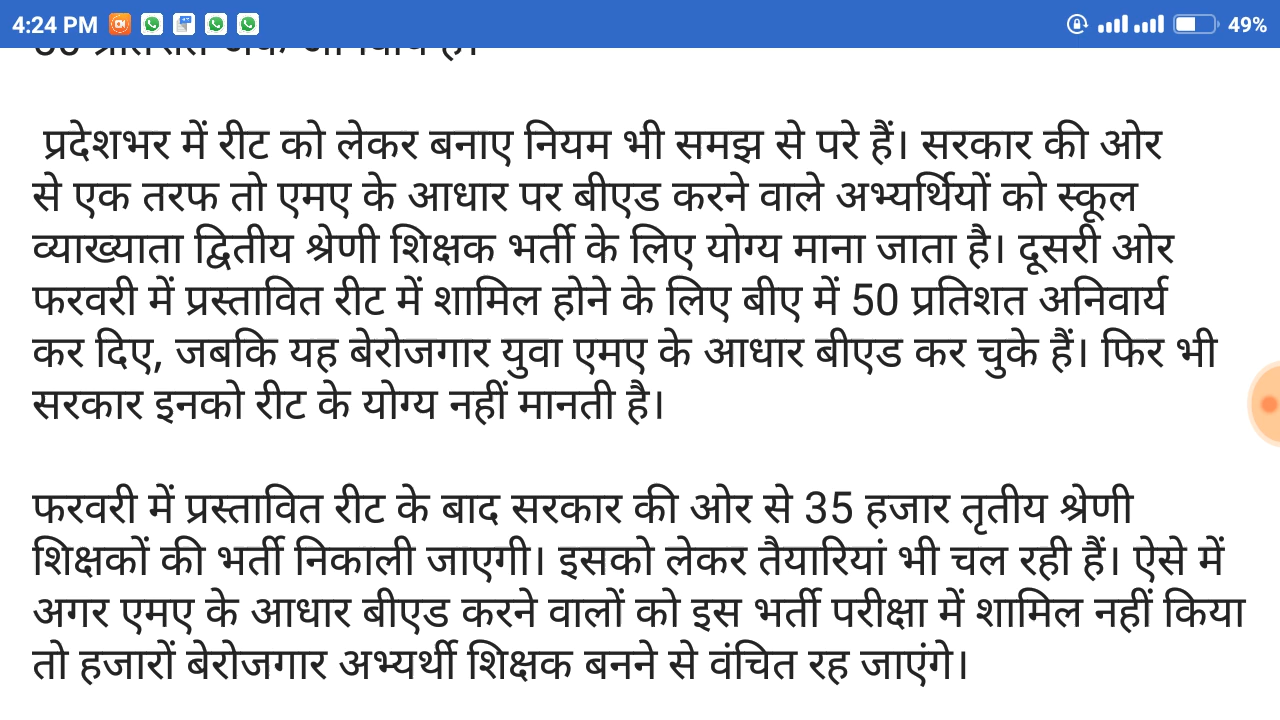 4:24 PM 49%
प्रदेशभर में रीट को लेकर बनाए नियम भी समझ से परे हैं। सरकार की ओर
से एक तरफ तो एमए के आधार पर बीएड करने वाले अभ्यर्थियों को स्कूल
व्याख्याता द्वितीय श्रेणी शिक्षक भर्ती के लिए योग्य माना जाता है। दूसरी ओर
फरवरी में प्रस्तावित रीट में शामिल होने के लिए बीए में 50 प्रतिशत अनिवार्य
कर दिए, जबकि यह बेरोजगार युवा एमए के आधार बीएड कर चुके हैं। फिर भी
सरकार इनको रीट के योग्य नहीं मानती है।
फरवरी में प्रस्तावित रीट के बाद सरकार की ओर से 35 हजार तृतीय श्रेणी
शिक्षकों की भर्ती निकाली जाएगी। इसको लेकर तैयारियां भी चल रही हैं। ऐसे में
अगर एमए के आधार बीएड करने वालों को इस भर्ती परीक्षा में शामिल नहीं किया
तो हजारों बेरोजगार अभ्यर्थी शिक्षक बनने से वंचित रह जाएंगे।